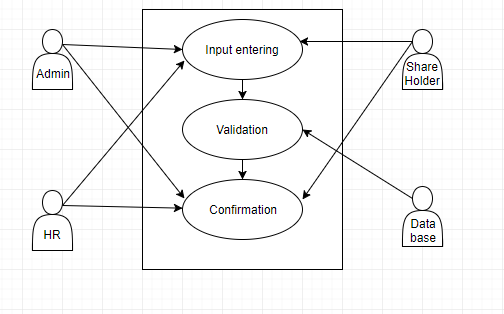 Input entering
Admin
Share
Holder
Validation
Confirmation
HR
Data
base